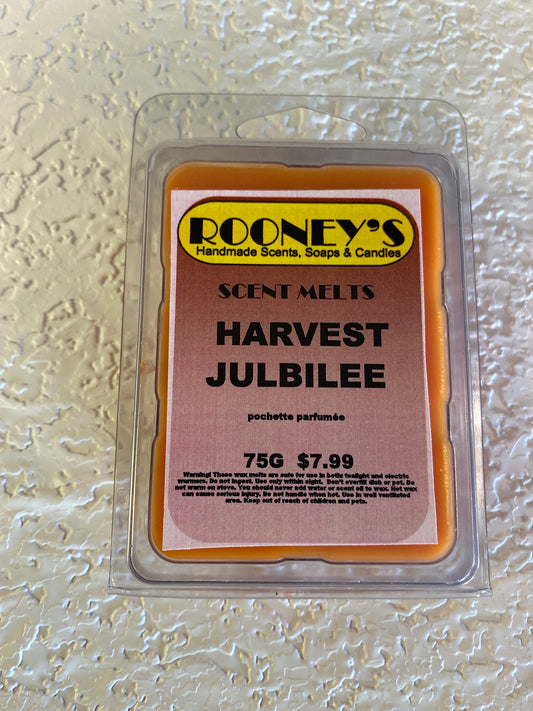 ROONEY'S
Handmade Scents, Soaps & Candles
SCENT MELTS
HARVEST
JULBILEE
pochette parfumée
75G $7.99
Warning! These wax melts are safe for use in both tealight and electric
warmers. Do not ingest. Use only within sight. Don't overfill dish or pot. Do
not warm on stove. You should never add water or scent oil to wax. Hot wax
can cause serious injury. Do not handle when hot. Use in well ventilated
area. Keep out of reach of children and pets.